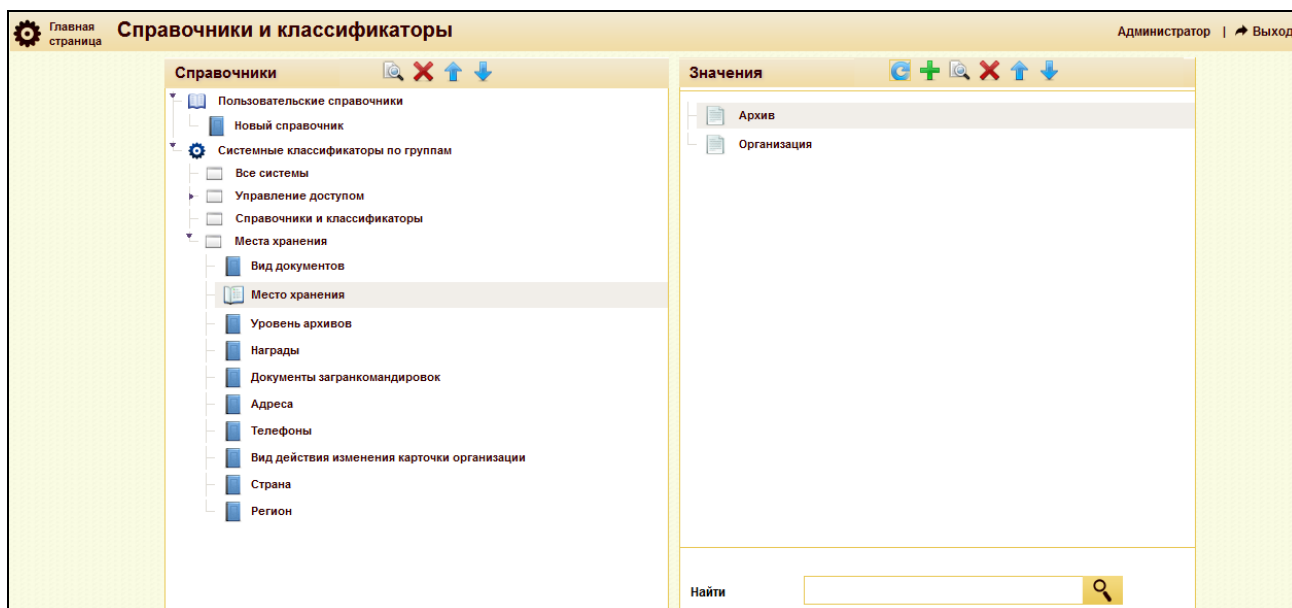 Главная
страница
Справочники и классификаторы
Администратор | Выход
Справочники
Пользовательские справочники
Новый справочник
Системные классификаторы по группам
Все системы
Управление доступом
Справочники и классификаторы
Места хранения
Вид документов
Место хранения
Уровень архивов
Награды
Документы загранкомандировок
Адреса
Телефоны
Вид действия изменения карточки организации
Страна
Регион
Значения
Архив
Организация
Найти